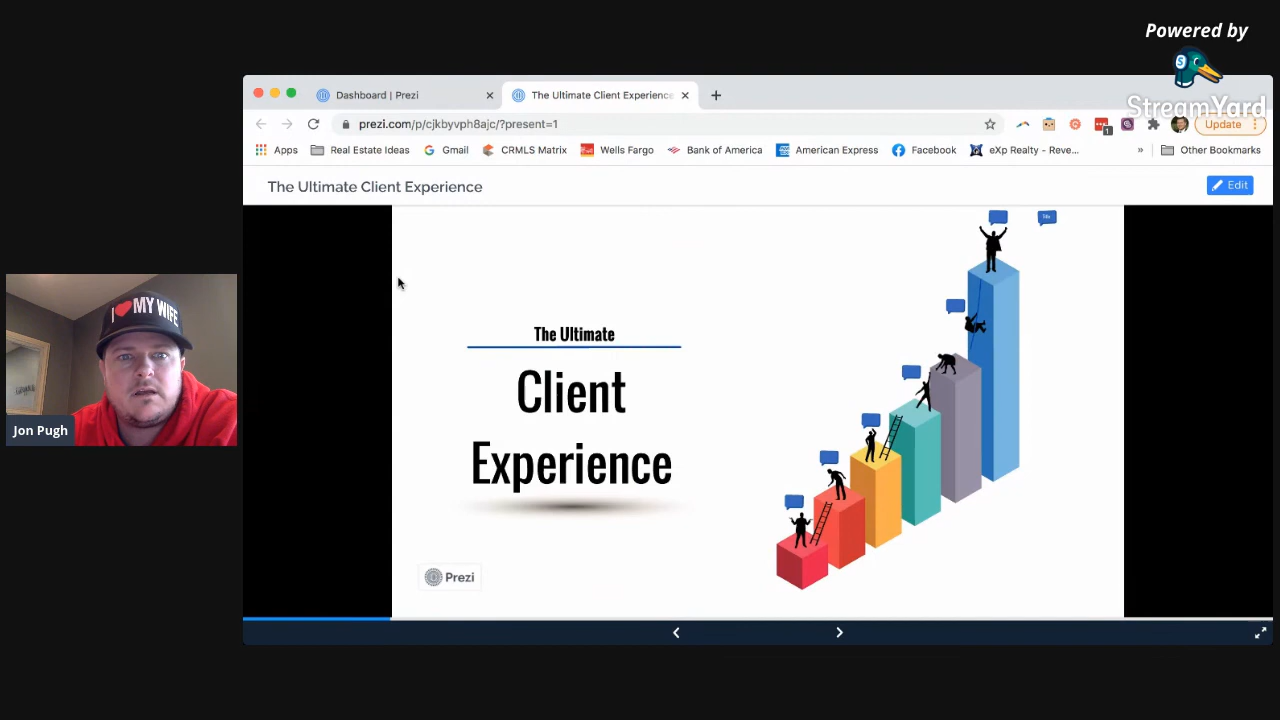 Powered by
StreamYard
Dashboard | Prezi
The Ultimate Client Experience
prezi.com/p/cjkbyvph8ajc/?present=1
Update
Apps
Real Estate Ideas
Gmail
CRMLS Matrix
Wells Fargo
Bank of America
American Express
Facebook
eXp Realty - Reve...
»
Other Bookmarks
The Ultimate Client Experience
Edit
The Ultimate
Client
Experience
Prezi
I ❤ MY WIFE
Jon Pugh